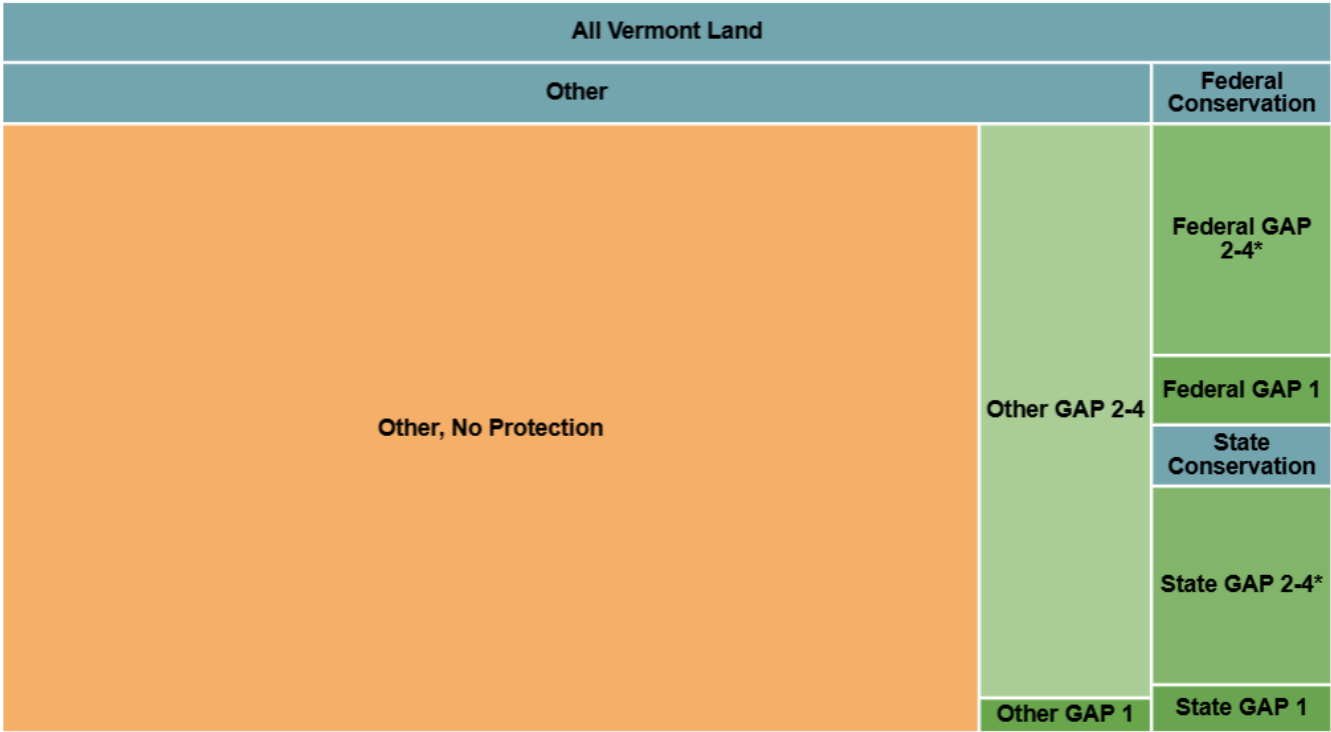 All Vermont Land
Other
Federal
Conservation
Other, No Protection
Other GAP 2-4
Other GAP 1
Federal GAP
2-4*
Federal GAP 1
State
Conservation
State GAP 2-4*
State GAP 1